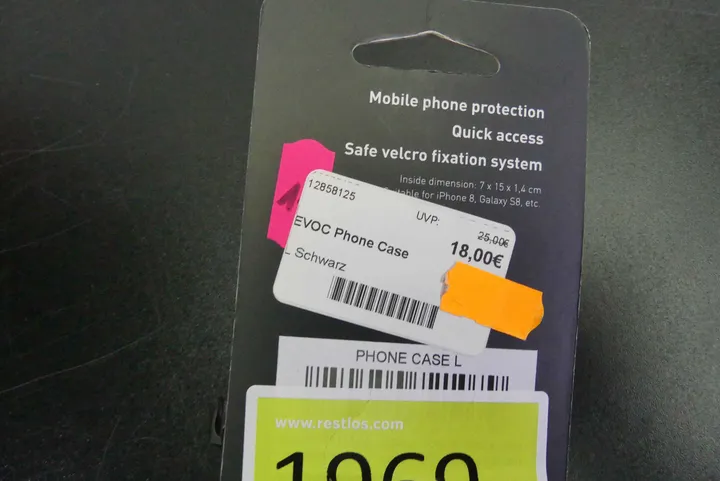 Mobile phone protection
Quick access
Safe velcro fixation system
Inside dimension: 7 x 15 x 1,4 cm
for iPhone 8, Galaxy S8, etc.
12858125
UVP: 25,00€
EVOC Phone Case 18,00€
L Schwarz
PHONE CASE L
www.restlos.com
1969